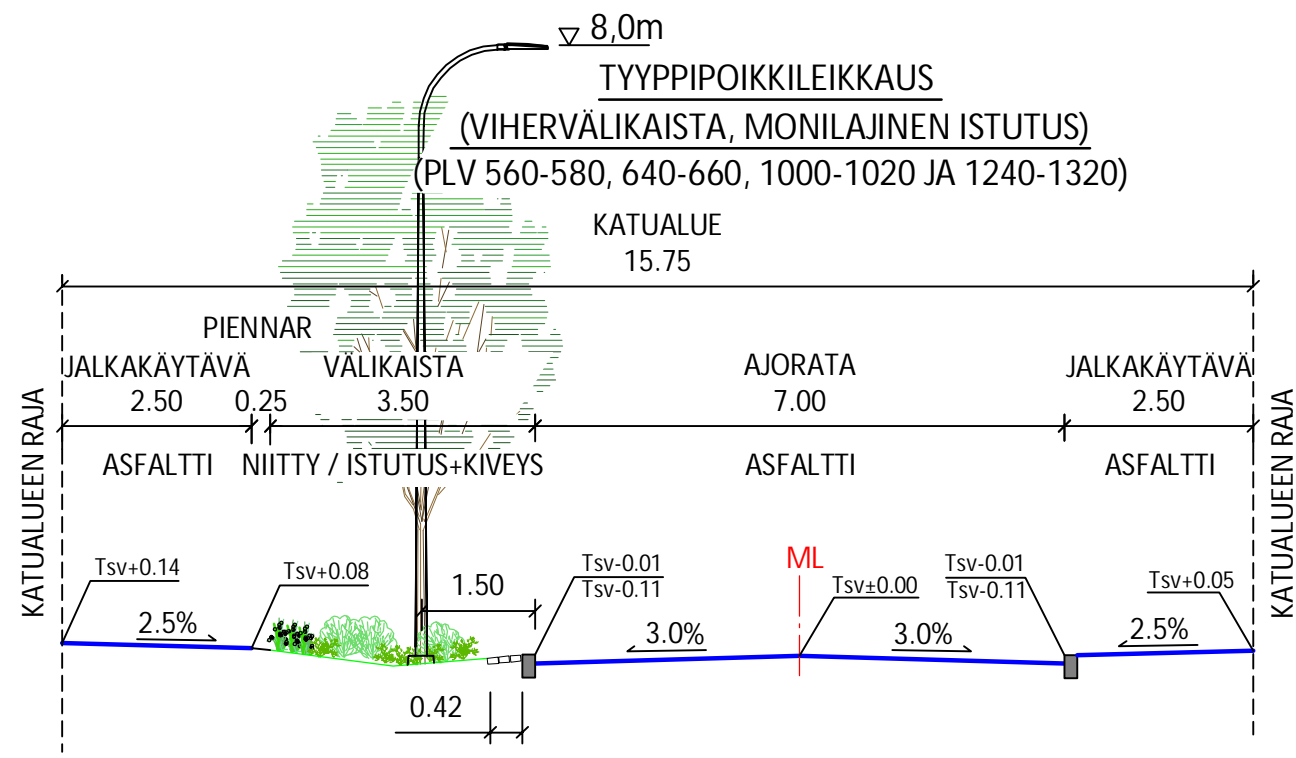 8,0m
TYYPPIPOIKKILEIKKAUS
(VIHERVÄLIKAISTA, MONILAJINEN ISTUTUS)
(PLV 560-580, 640-660, 1000-1020 JA 1240-1320)
KATUALUE
15.75
PIENNAR
JALKAKÄYTÄVÄ VÄLIKAISTA AJORATA JALKAKÄYTÄVÄ
2.50 0.25 3.50 7.00 2.50
ASFALTTI NIITTY / ISTUTUS+KIVEYS ASFALTTI ASFALTTI
KATUALUEEN RAJA
KATUALUEEN RAJA
Tsv+0.14
Tsv+0.08
1.50
Tsv-0.01
Tsv-0.11
ML
Tsv±0.00
Tsv-0.01
Tsv-0.11
Tsv+0.05
2.5% 3.0% 3.0% 2.5%
0.42